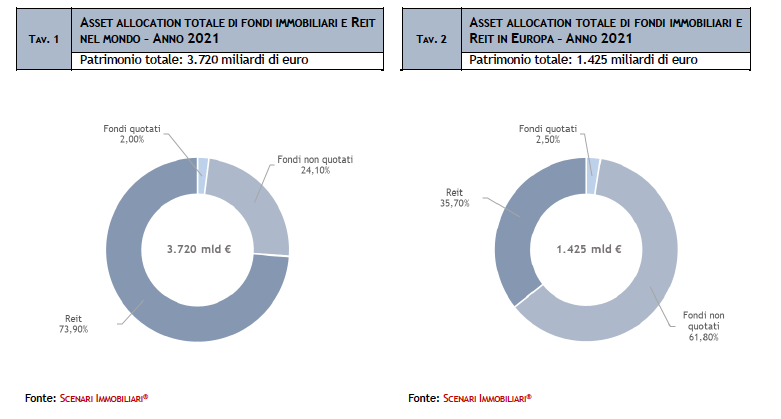 TAV. 1
ASSET ALLOCATION TOTALE DI FONDI IMMOBILIARI E REIT
NEL MONDO – ANNO 2021
Patrimonio totale: 3.720 miliardi di euro
Fondi quotati
2,00%
Fondi non quotati
24,10%
3.720 mld €
Reit
73,90%
Fonte: SCENARI IMMOBILIARI®
TAV. 2
ASSET ALLOCATION TOTALE DI FONDI IMMOBILIARI E
REIT IN EUROPA – ANNO 2021
Patrimonio totale: 1.425 miliardi di euro
Fondi quotati
2,50%
Reit
35,70%
1.425 mld €
Fondi non
quotati
61,80%
Fonte: SCENARI IMMOBILIARI®